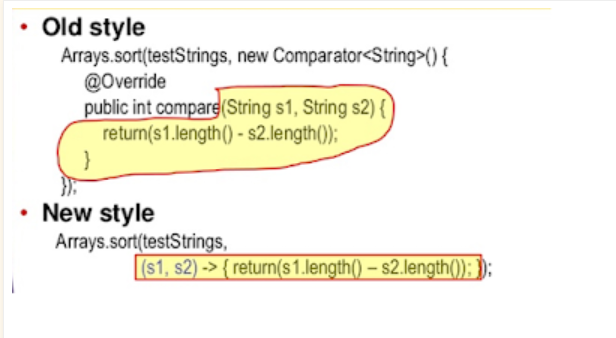 • Old style
Arrays.sort(testStrings, new Comparator<String>() {
@Override
public int compare(String s1, String s2) {
return(s1.length() - s2.length());
}
});
• New style
Arrays.sort(testStrings,
(s1, s2) -> { return(s1.length() – s2.length()); });